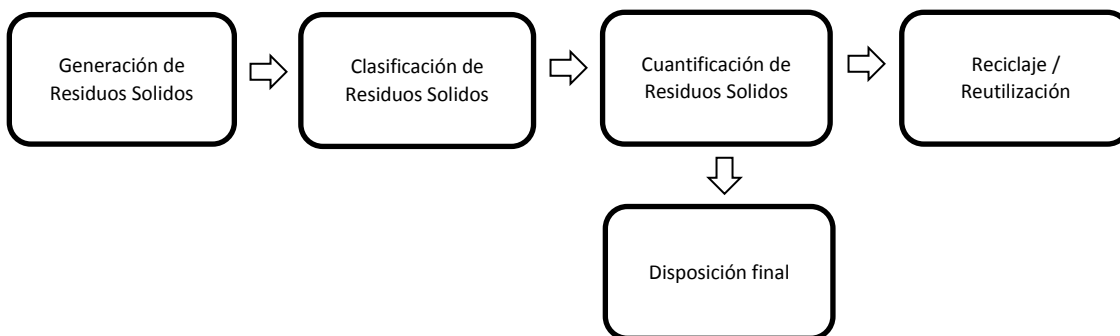 Generación de
Residuos Solidos
Clasificación de
Residuos Solidos
Cuantificación de
Residuos Solidos
Reciclaje /
Reutilización
Disposición final